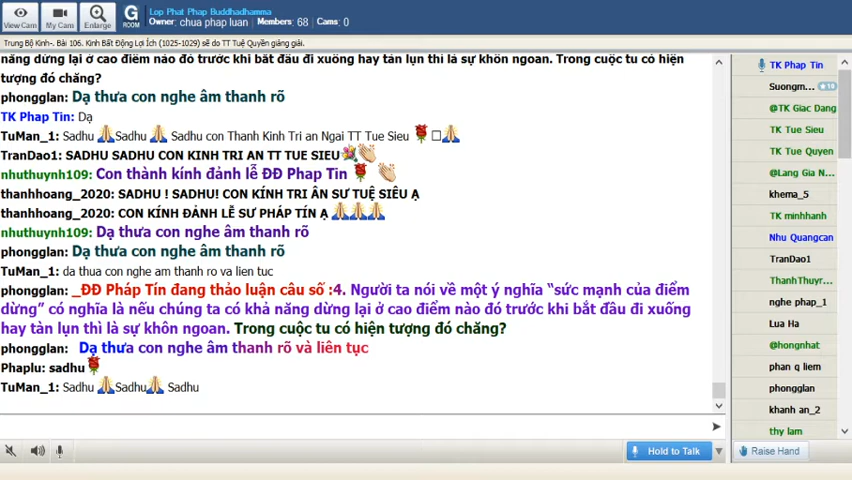 View Cam
My Cam
Enlarge
G
ROOM
Lop Phat Phap Buddhadhamma
Owner: chua phap luan Members: 68 Cams: 0
Trung Bộ Kinh-. Bài 106. Kinh Bất Động Lợi Ích (1025-1029) sẽ do TT Tuệ Quyền giảng giải.
năng dừng lại ở cao điểm nào đó trước khi bắt đầu đi xuống hay tàn lụn thì là sự khôn ngoan. Trong cuộc tu có hiện
tượng đó chăng?
phongglan: Dạ thưa con nghe âm thanh rõ
TK Phap Tin: Dạ
TuMan_1: Sadhu 🙏Sadhu 🙏 Sadhu con Thanh Kinh Tri an Ngai TT Tue Sieu 🌹 □🙏
TranDao1: SADHU SADHU CON KINH TRI AN TT TUE SIEU💐👏
nhuthuynh109: Con thành kính đảnh lễ ĐĐ Phap Tin 🌹 👏
thanhhoang_2020: SADHU ! SADHU! CON KÍNH TRI ÂN SƯ TUỆ SIÊU Ạ
thanhhoang_2020: CON KÍNH ĐẢNH LỄ SƯ PHÁP TÍN Ạ 🙏🙏🙏
nhuthuynh109: Dạ thưa con nghe âm thanh rõ
phongglan: Dạ thưa con nghe âm thanh rõ
TuMan_1: da thua con nghe am thanh ro va lien tuc
phongglan: _ĐĐ Pháp Tín đang thảo luận câu số :4. Người ta nói về một ý nghĩa “sức mạnh của điểm
dừng” có nghĩa là nếu chúng ta có khả năng dừng lại ở cao điểm nào đó trước khi bắt đầu đi xuống
hay tàn lụn thì là sự khôn ngoan. Trong cuộc tu có hiện tượng đó chăng?
phongglan: Dạ thưa con nghe âm thanh rõ và liên tục
Phaplu: sadhu🌹
TuMan_1: Sadhu 🙏Sadhu🙏 Sadhu
Hold to Talk
TK Phap Tin
Suongm... ★10
@TK Giac Dang
TK Tue Sieu
TK Tue Quyen
@Lang Gia N...
khema_5
TK minhhanh
Nhu Quangcan
TranDao1
ThanhThuyr...
nghe phap_1
Lua Ha
@hongnhat
phan q liem
phongglan
khanh an_2
thy lam
Raise Hand